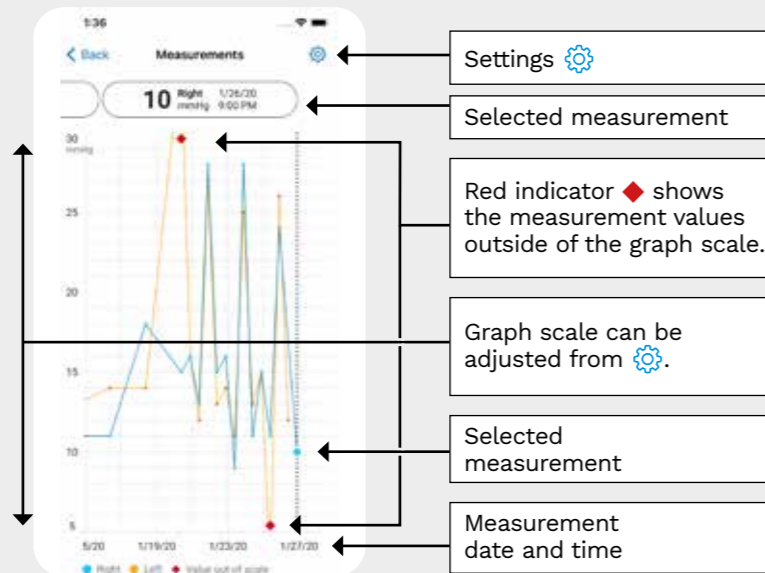 1:36
Back
Measurements
10 Right mmHg 1/26/20 9:00 PM
30
mmHg
25
20
15
10
5
5/20 1/19/20 1/23/20 1/27/20
Right Left Value out of scale
Settings
Selected measurement
Red indicator ◆ shows
the measurement values
outside of the graph scale.
Graph scale can be
adjusted from
Selected
measurement
Measurement
date and time